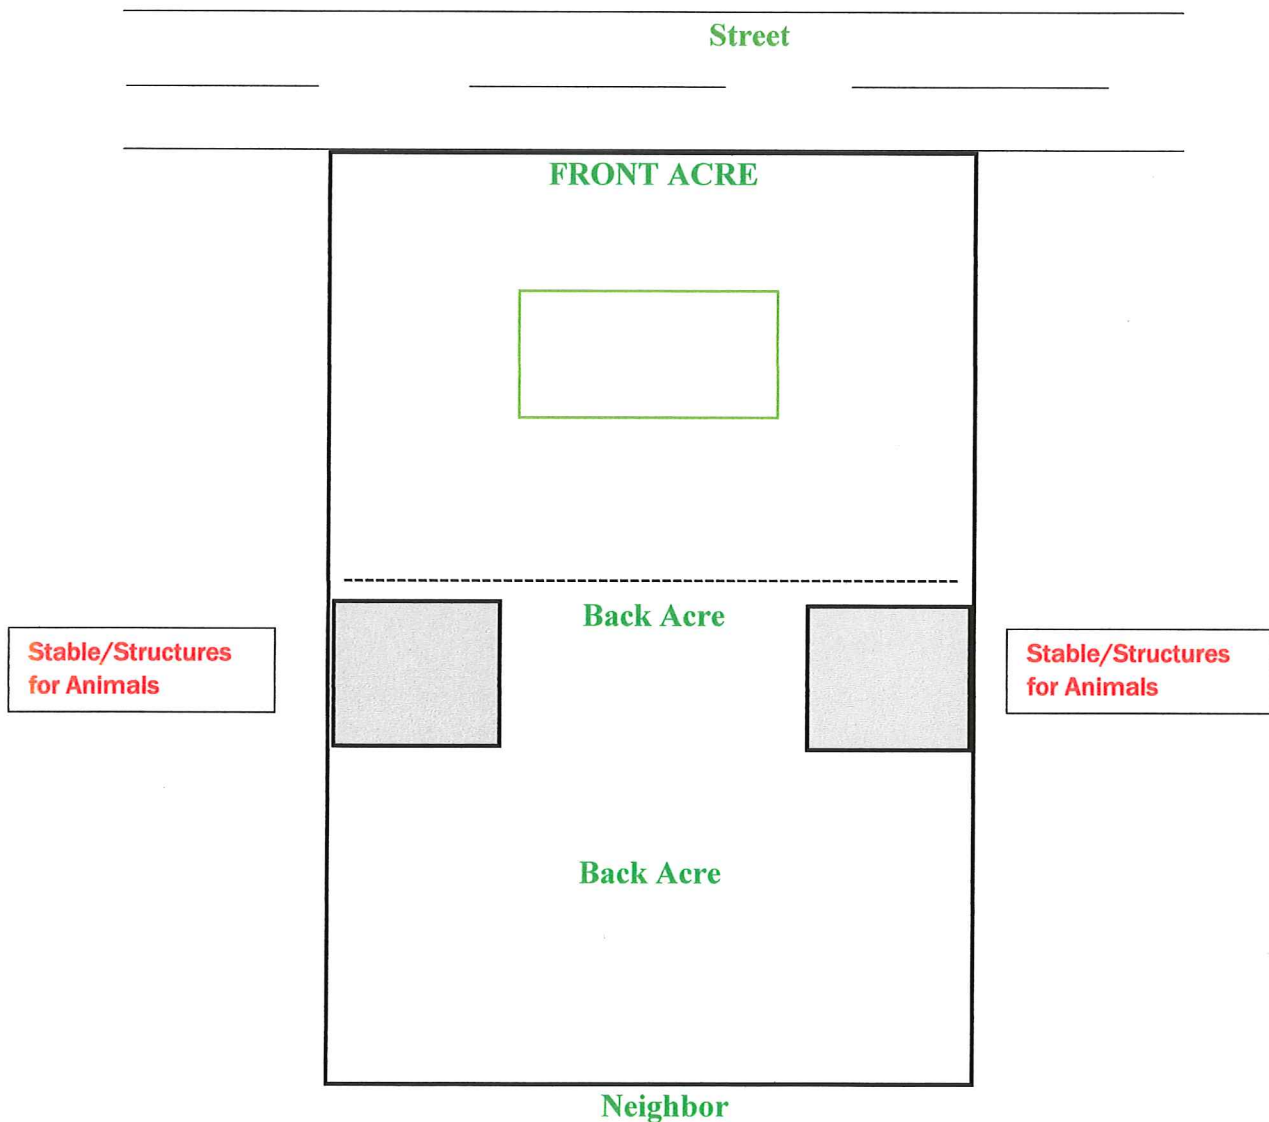 Street
FRONT ACRE
Back Acre
Stable/Structures
for Animals
Stable/Structures
for Animals
Back Acre
Neighbor